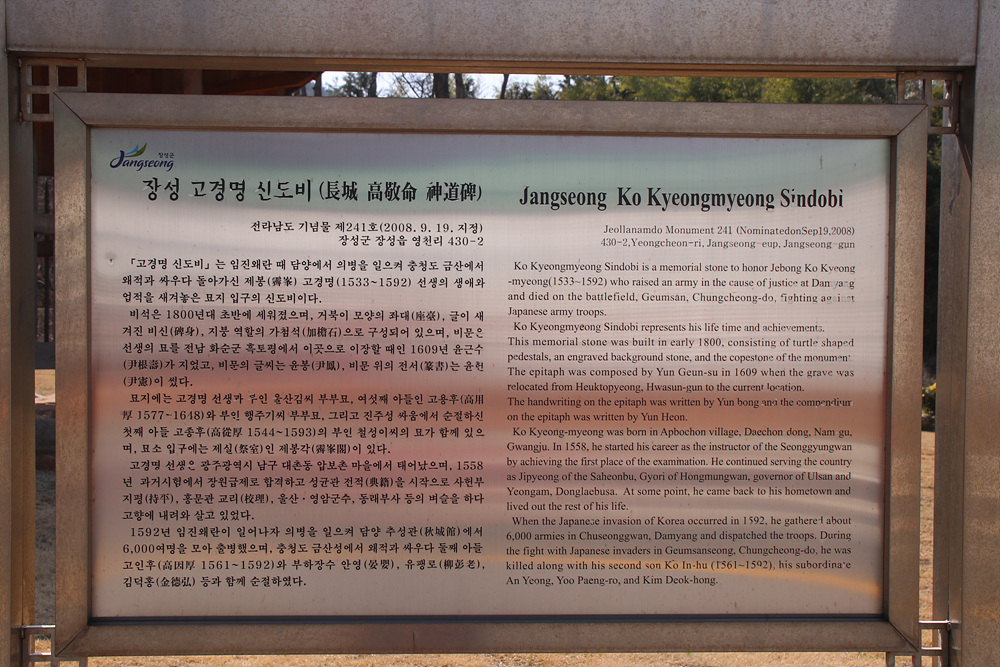 장성군
Jangseong
장성 고경명 신도비 (長城 高敬命 神道碑)
전라남도 기념물 제241호(2008. 9. 19. 지정)
장성군 장성읍 영천리 430-2
「고경명 신도비」는 임진왜란 때 담양에서 의병을 일으켜 충청도 금산에서
왜적과 싸우다 돌아가신 제봉(霽峯) 고경명(1533~1592) 선생의 생애와
업적을 새겨놓은 묘지 입구의 신도비이다.
비석은 1800년대 초반에 세워졌으며, 거북이 모양의 좌대(座臺), 글이 새
겨진 비신(碑身), 지붕 역할의 가첨석(加檐石)으로 구성되어 있으며, 비문은
선생의 묘를 전남 화순군 흑토평에서 이곳으로 이장할 때인 1609년 윤근수
(尹根壽)가 지었고, 비문의 글씨는 윤봉(尹鳳), 비문 위의 전서(篆書)는 윤헌
(尹憲)이 썼다.
묘지에는 고경명 선생과 부인 울산김씨 부부묘, 여섯째 아들인 고용후(高用
厚 1577~1648)와 부인 행주기씨 부부묘, 그리고 진주성 싸움에서 순절하신
첫째 아들 고종후(高從厚 1544~1593)의 부인 철성이씨의 묘가 함께 있으
며, 묘소 입구에는 제실(祭室)인 제봉각(霽峯閣)이 있다.
고경명 선생은 광주광역시 남구 대촌동 압보촌 마을에서 태어났으며, 1558
년 과거시험에서 장원급제로 합격하고 성균관 전적(典籍)을 시작으로 사헌부
지평(持平), 홍문관 교리(校理), 울산·영암군수, 동래부사 등의 벼슬을 하다
고향에 내려와 살고 있었다.
1592년 임진왜란이 일어나자 의병을 일으켜 담양 추성관(秋城館)에서
6,000여명을 모아 출병했으며, 충청도 금산성에서 왜적과 싸우다 둘째 아들
고인후(高因厚 1561~1592)와 부하장수 안영(晏嬰), 유팽로(柳彭老),
김덕홍(金德弘) 등과 함께 순절하였다.
Jangseong Ko Kyeongmyeong Sindobi
Jeollanamdo Monument 241 (NominatedonSep19,2008)
430-2,Yeongcheon-ri, Jangseong-eup, Jangseong-gun
Ko Kyeongmyeong Sindobi is a memorial stone to honor Jebong Ko Kyeong
-myeong(1533~1592) who raised an army in the cause of justice at Damyang
and died on the battlefield, Geumsan, Chungcheong-do, fighting against
Japanese army troops.
Ko Kyeongmyeong Sindobi represents his life time and achievements.
This memorial stone was built in early 1800, consisting of turtle shaped
pedestals, an engraved background stone, and the copestone of the monument.
The epitaph was composed by Yun Geun-su in 1609 when the grave was
relocated from Heuktopyeong, Hwasun-gun to the current location.
The handwriting on the epitaph was written by Yun bong and the compendium
on the epitaph was written by Yun Heon.
Ko Kyeong-myeong was born in Apbochon village, Daechon dong, Nam gu,
Gwangju. In 1558, he started his career as the instructor of the Seonggyungwan
by achieving the first place of the examination. He continued serving the country
as Jipyeong of the Saheonbu, Gyori of Hongmungwan, governor of Ulsan and
Yeongam, Donglaebusa. At some point, he came back to his hometown and
lived out the rest of his life.
When the Japanese invasion of Korea occurred in 1592, he gathered about
6,000 armies in Chuseonggwan, Damyang and dispatched the troops. During
the fight with Japanese invaders in Geumsanseong, Chungcheong-do, he was
killed along with his second son Ko In-hu (1561~1592), his subordinate
An Yeong, Yoo Paeng-ro, and Kim Deok-hong.